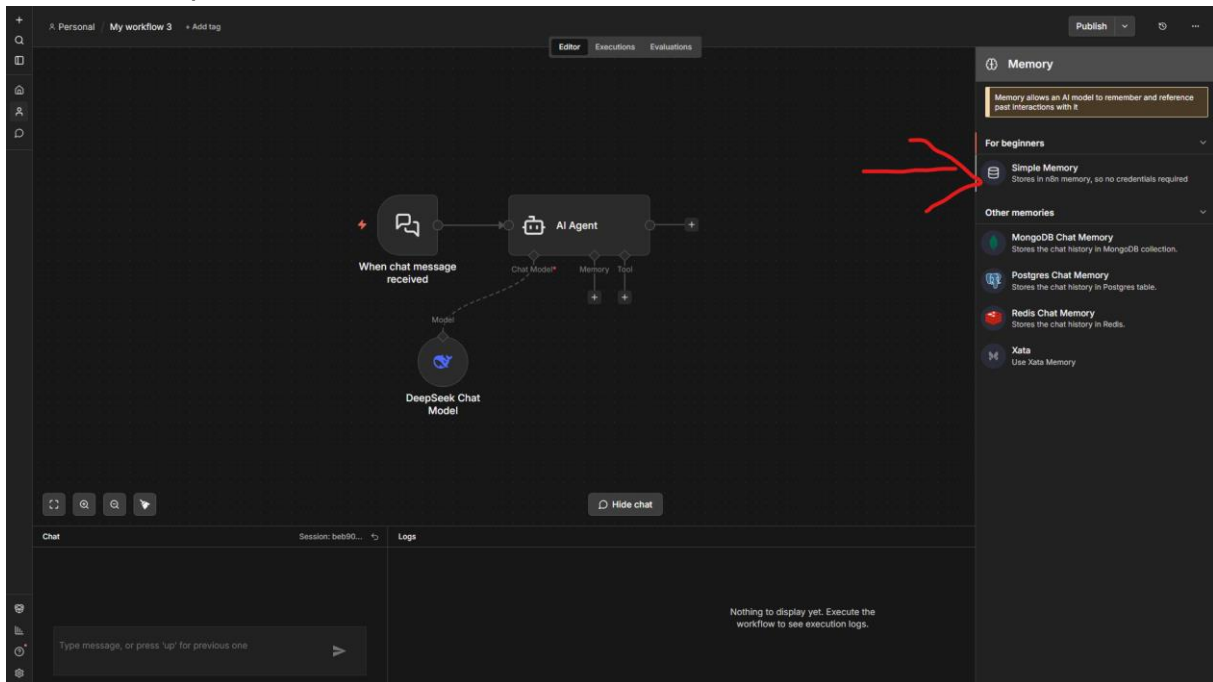 Personal / My workflow 3 + Add tag
Publish
Editor Executions Evaluations
Memory
Memory allows an AI model to remember and reference
past interactions with it
For beginners
Simple Memory
Stores in n8n memory, so no credentials required
Other memories
MongoDB Chat Memory
Stores the chat history in MongoDB collection.
Postgres Chat Memory
Stores the chat history in Postgres table.
Redis Chat Memory
Stores the chat history in Redis.
Xata
Use Xata Memory
AI Agent
When chat message
received
Chat Model*
Memory
Tool
Model
DeepSeek Chat
Model
Hide chat
Chat
Session: beb90...
Logs
Nothing to display yet. Execute the
workflow to see execution logs.
Type message, or press 'up' for previous one